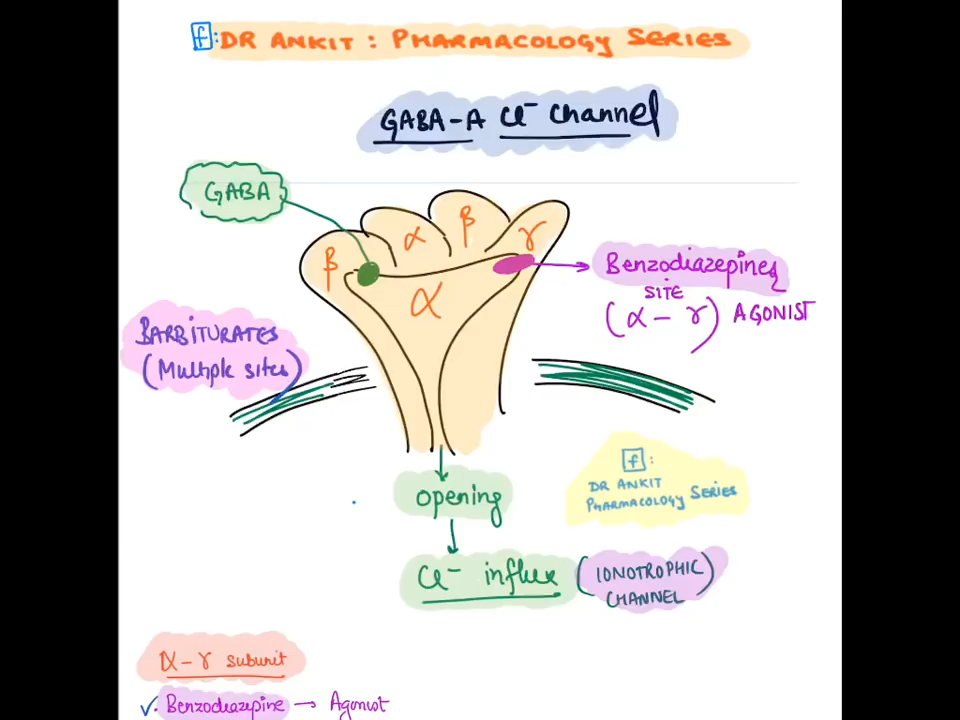 f: DR ANKIT: PHARMACOLOGY SERIES
GABA-A Cl⁻ Channel
GABA
β α β γ
α
Benzodiazepines
SITE
(α – γ) AGONIST
BARBITURATES
(Multiple sites)
opening
f:
DR ANKIT
PHARMACOLOGY SERIES
Cl⁻ influx (IONOTROPHIC
CHANNEL)
α – γ subunit
✓. Benzodiazepine → Agonist